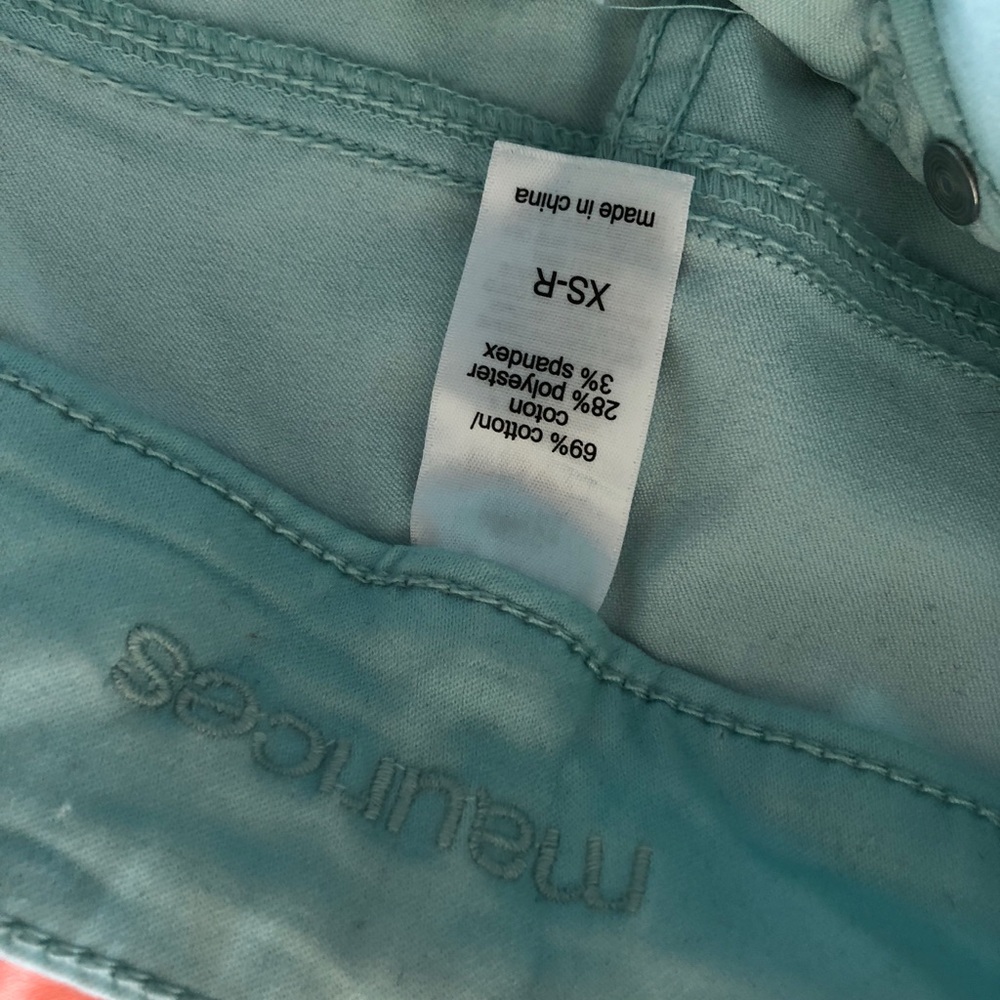 69% cotton/
coton
28% polyester
3% spandex
XS-R
made in china
maurices